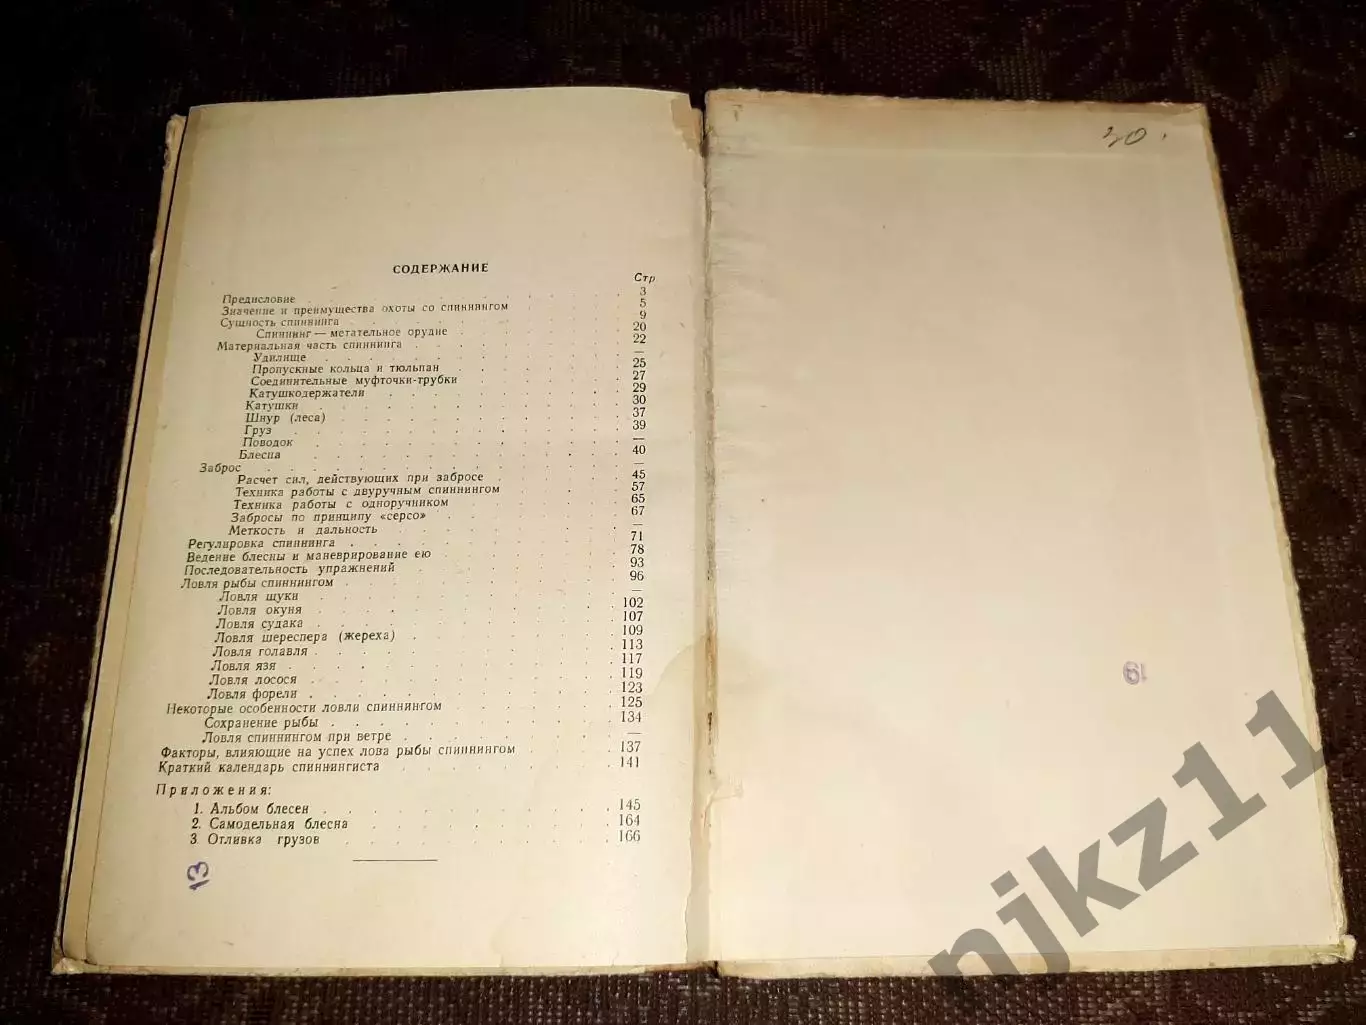 СОДЕРЖАНИЕ
Стр
Предисловие . . . 3
Значение и преимущества охоты со спиннингом . . . 5
Сущность спиннинга . . . 9
Спиннинг — метательное орудие . . . 20
Материальная часть спиннинга . . . 22
Удилище . . . —
Пропускные кольца и тюльпан . . . 25
Соединительные муфточки-трубки . . . 27
Катушкодержатели . . . 29
Катушки . . . 30
Шнур (леса) . . . 37
Груз . . . 39
Поводок . . . —
Блесна . . . 40
Заброс . . . —
Расчет сил, действующих при забросе . . . 45
Техника работы с двуручным спиннингом . . . 57
Техника работы с одноручником . . . 65
Забросы по принципу «серсо» . . . 67
Меткость и дальность . . . —
Регулировка спиннинга . . . 71
Ведение блесны и маневрирование ею . . . 78
Последовательность упражнений . . . 93
Ловля рыбы спиннингом . . . 96
Ловля щуки . . . —
Ловля окуня . . . 102
Ловля судака . . . 107
Ловля шереспера (жереха) . . . 109
Ловля голавля . . . 113
Ловля язя . . . 117
Ловля лосося . . . 119
Ловля форели . . . 123
Некоторые особенности ловли спиннингом . . . 125
Сохранение рыбы . . . 134
Ловля спиннингом при ветре . . . —
Факторы, влияющие на успех лова рыбы спиннингом . . . 137
Краткий календарь спиннингиста . . . 141
Приложения:
1. Альбом блесен . . . 145
2. Самодельная блесна . . . 164
3 Отливка грузов . . . 166
13
30
19
njkz11